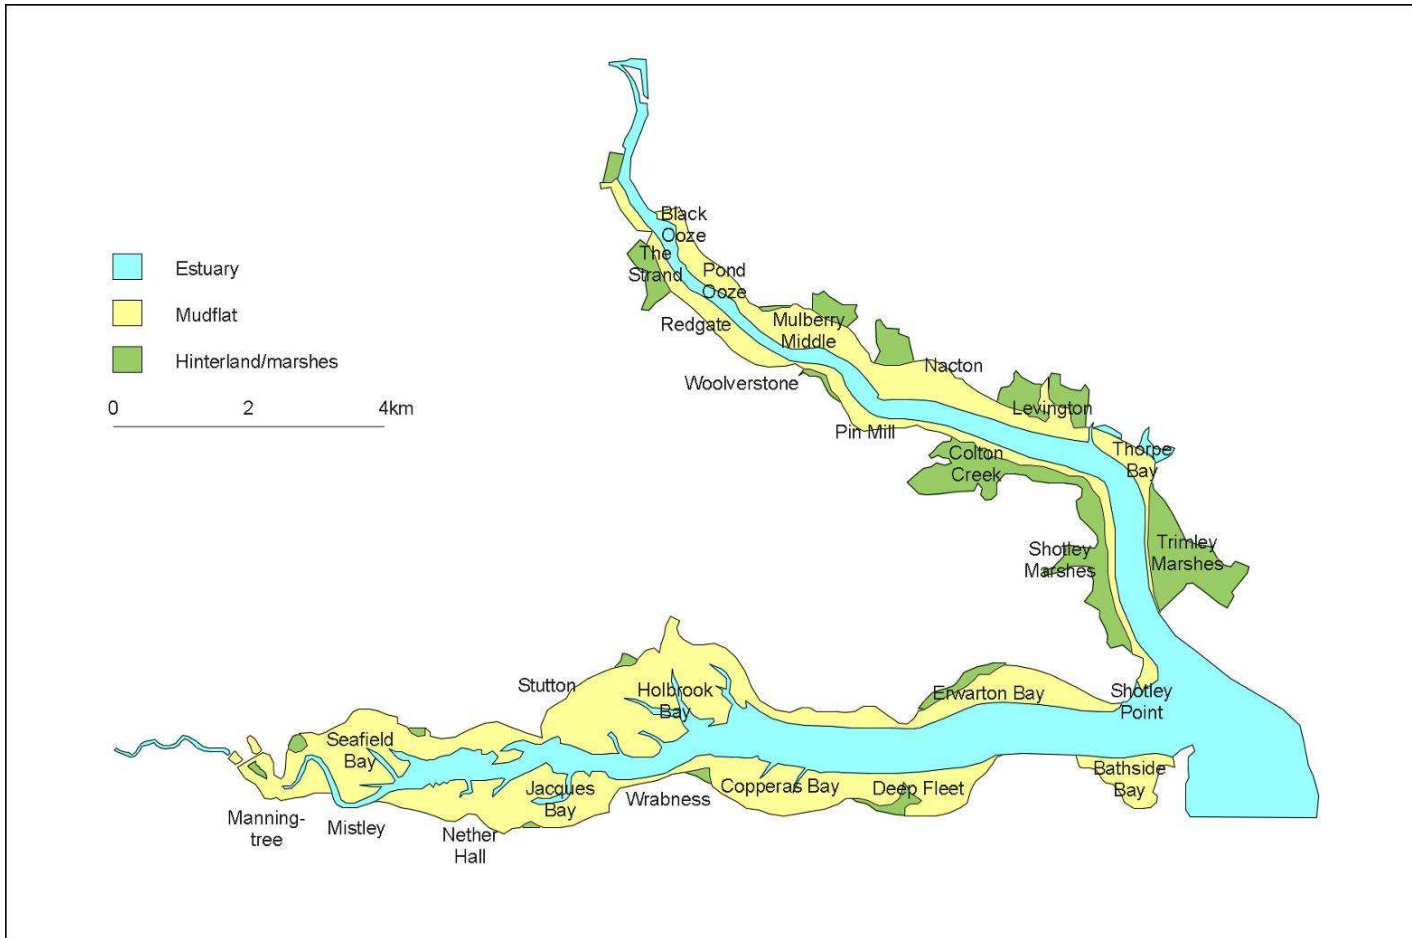 Black
Ooze
The
Strand
Pond
Ooze
Redgate
Mulberry
Middle
Woolverstone
Nacton
Levington
Pin Mill
Colton
Creek
Thorpe
Bay
Shotley
Marshes
Trimley
Marshes
Estuary
Mudflat
Hinterland/marshes
0 2 4km
Stutton
Holbrook
Bay
Erwarton Bay
Shotley
Point
Seafield
Bay
Jacques
Bay
Wrabness
Copperas Bay
Deep Fleet
Bathside
Bay
Manning-
tree
Mistley
Nether
Hall